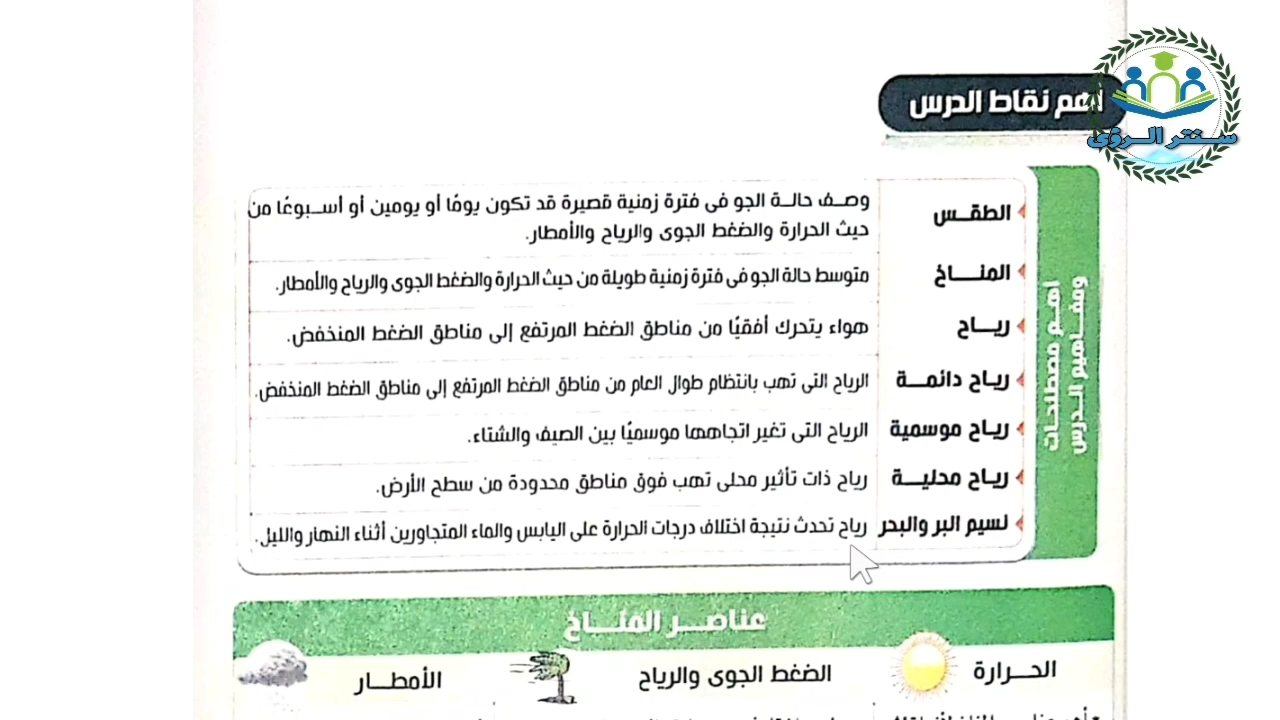 أهم نقاط الدرس
سنتر الرؤى
أهم مصطلحات
ومفاهيم الدرس
الطقس
وصف حالة الجو فى فترة زمنية قصيرة قد تكون يومًا أو يومين أو أسبوعًا من
حيث الحرارة والضغط الجوى والرياح والأمطار.
المناخ
متوسط حالة الجو فى فترة زمنية طويلة من حيث الحرارة والضغط الجوى والرياح والأمطار.
رياح
هواء يتحرك أفقيًا من مناطق الضغط المرتفع إلى مناطق الضغط المنخفض.
رياح دائمة
الرياح التى تهب بانتظام طوال العام من مناطق الضغط المرتفع إلى مناطق الضغط المنخفض.
رياح موسمية
الرياح التى تغير اتجاهها موسميًا بين الصيف والشتاء.
رياح محلية
رياح ذات تأثير محلى تهب فوق مناطق محدودة من سطح الأرض.
نسيم البر والبحر
رياح تحدث نتيجة اختلاف درجات الحرارة على اليابس والماء المتجاورين أثناء النهار والليل.
عناصر المناخ
الحرارة
الضغط الجوى والرياح
الأمطار